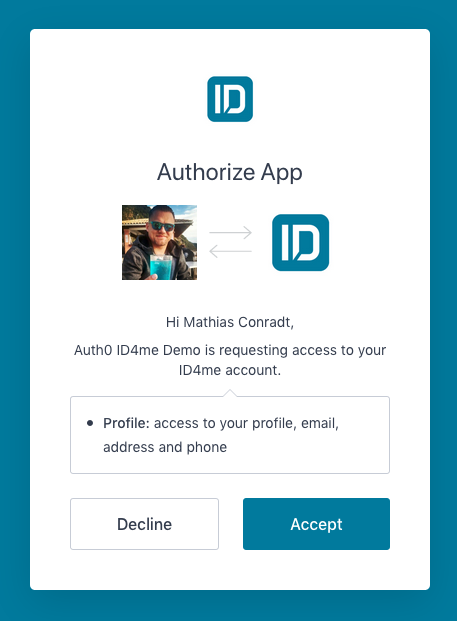 ID
Authorize App
ID
Hi Mathias Conradt,
Auth0 ID4me Demo is requesting access to your
ID4me account.
• Profile: access to your profile, email,
address and phone
Decline
Accept